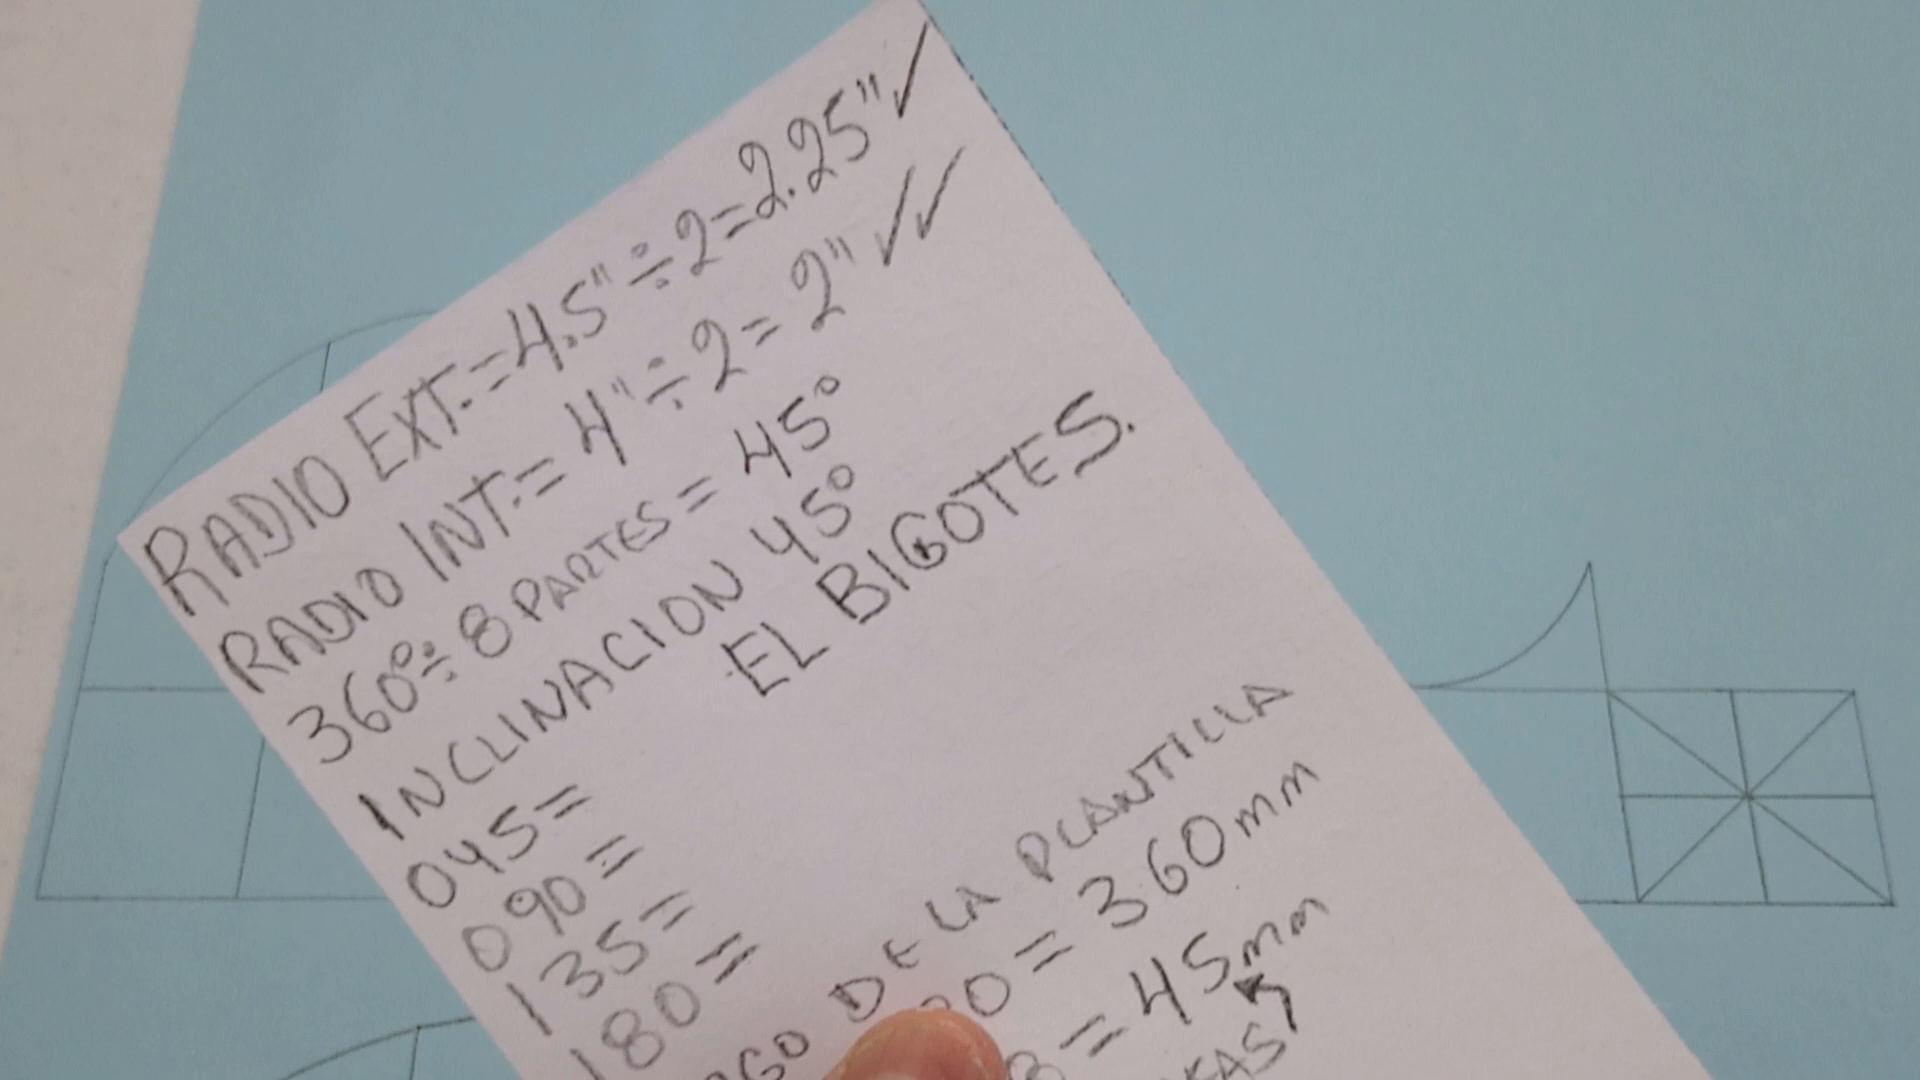 RADIO EXT.=4.5"÷2=2.25"✓
RADIO INT.=4"÷2=2"✓✓
360°÷8 PARTES=45°
INCLINACION 45°
EL BIGOTES.
045=
090=
135=
180=
DE LA PLANTILLA
=360mm
=45mm